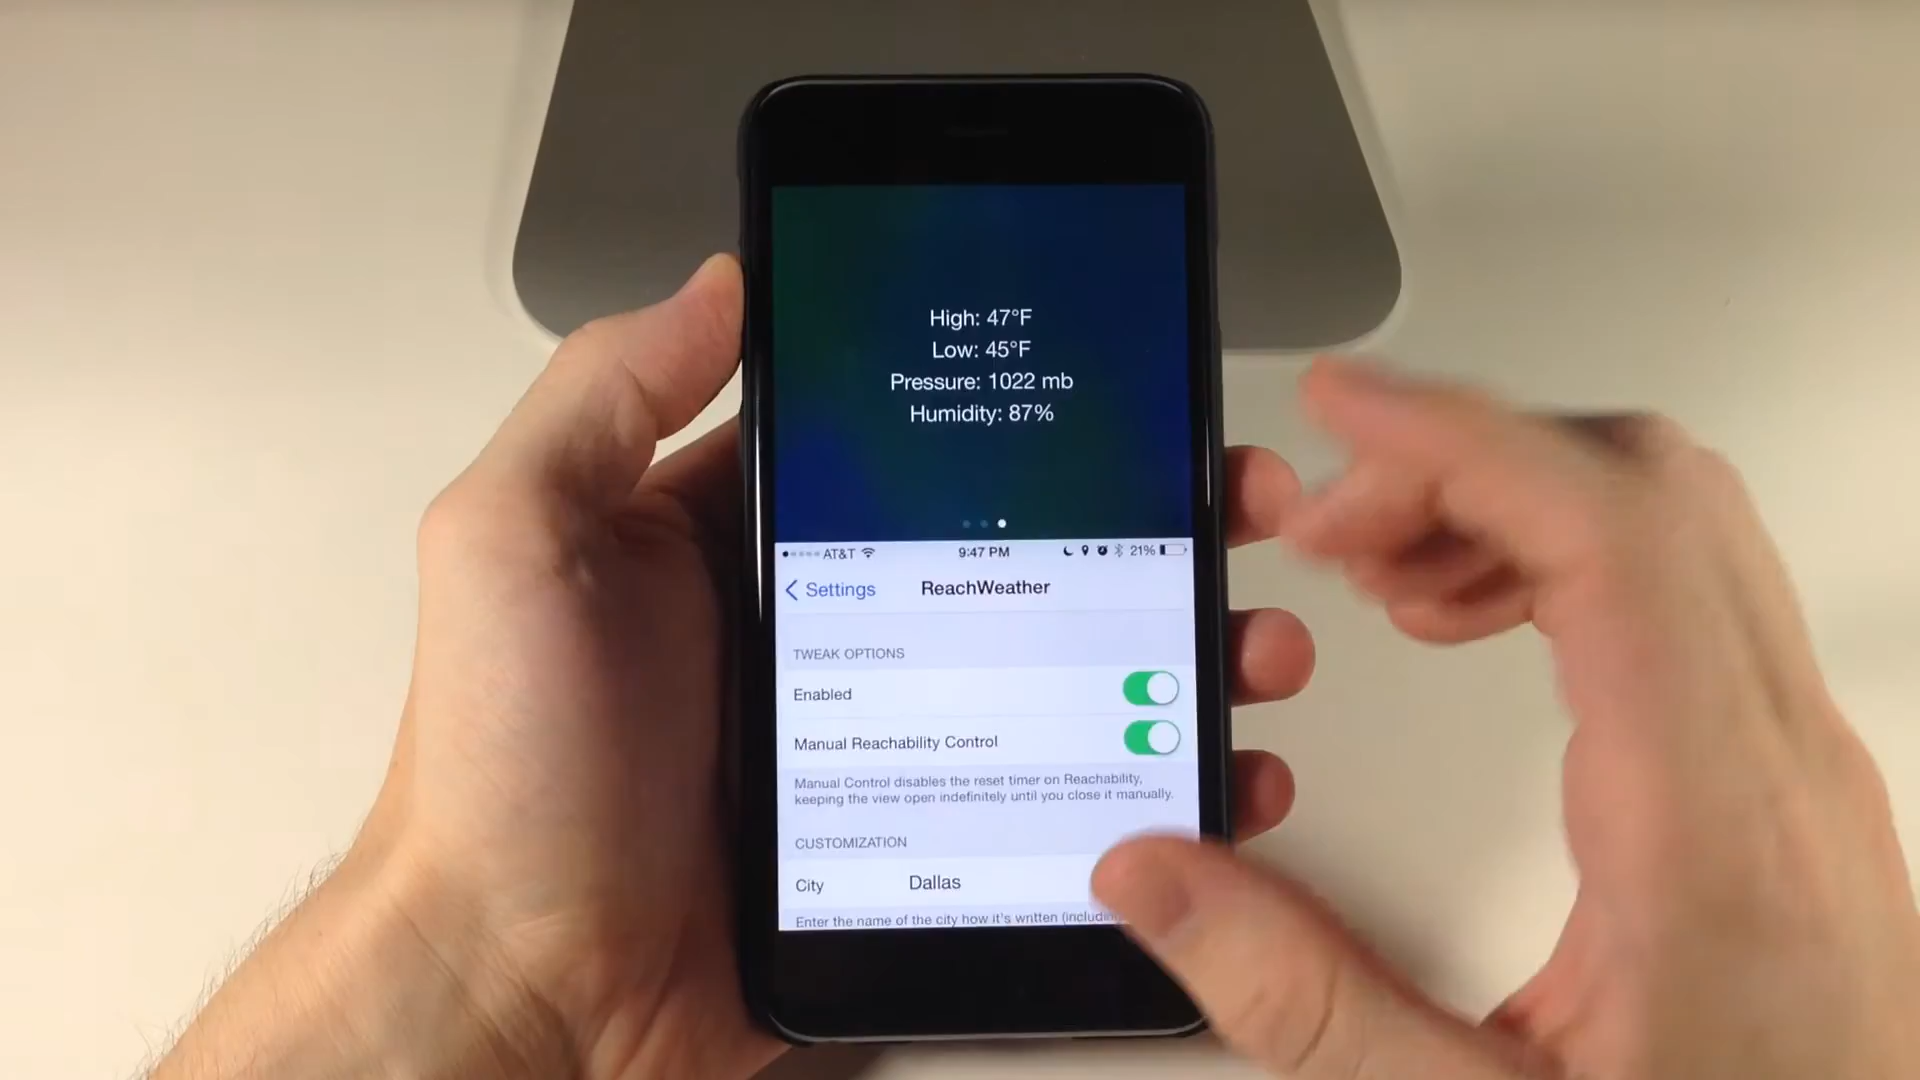 High: 47°F
Low: 45°F
Pressure: 1022 mb
Humidity: 87%
AT&T 9:47 PM 21%
Settings ReachWeather
TWEAK OPTIONS
Enabled
Manual Reachability Control
Manual Control disables the reset timer on Reachability,
keeping the view open indefinitely until you close it manually.
CUSTOMIZATION
City Dallas
Enter the name of the city how it's written